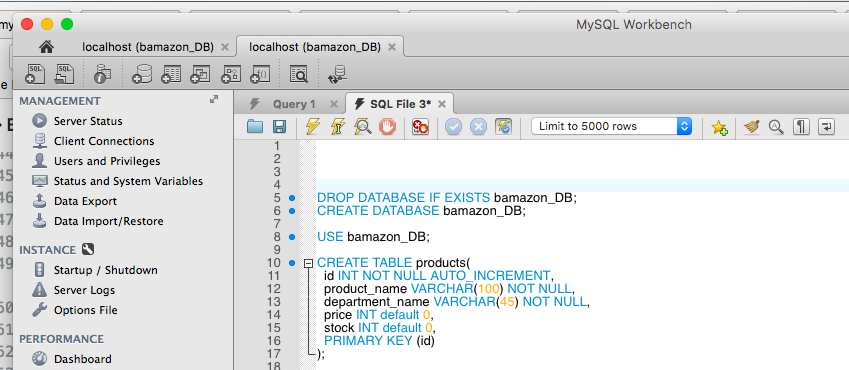 my
MySQL Workbench
localhost (bamazon_DB) ×
localhost (bamazon_DB) ×
SQL
SQL
MANAGEMENT
Server Status
Client Connections
Users and Privileges
Status and System Variables
Data Export
Data Import/Restore
INSTANCE
Startup / Shutdown
Server Logs
Options File
PERFORMANCE
Dashboard
Query 1 ×
SQL File 3* ×
Limit to 5000 rows
1
2
3
4
5 DROP DATABASE IF EXISTS bamazon_DB;
6 CREATE DATABASE bamazon_DB;
7
8 USE bamazon_DB;
9
10 CREATE TABLE products(
11 id INT NOT NULL AUTO_INCREMENT,
12 product_name VARCHAR(100) NOT NULL,
13 department_name VARCHAR(45) NOT NULL,
14 price INT default 0,
15 stock INT default 0,
16 PRIMARY KEY (id)
17 );
18